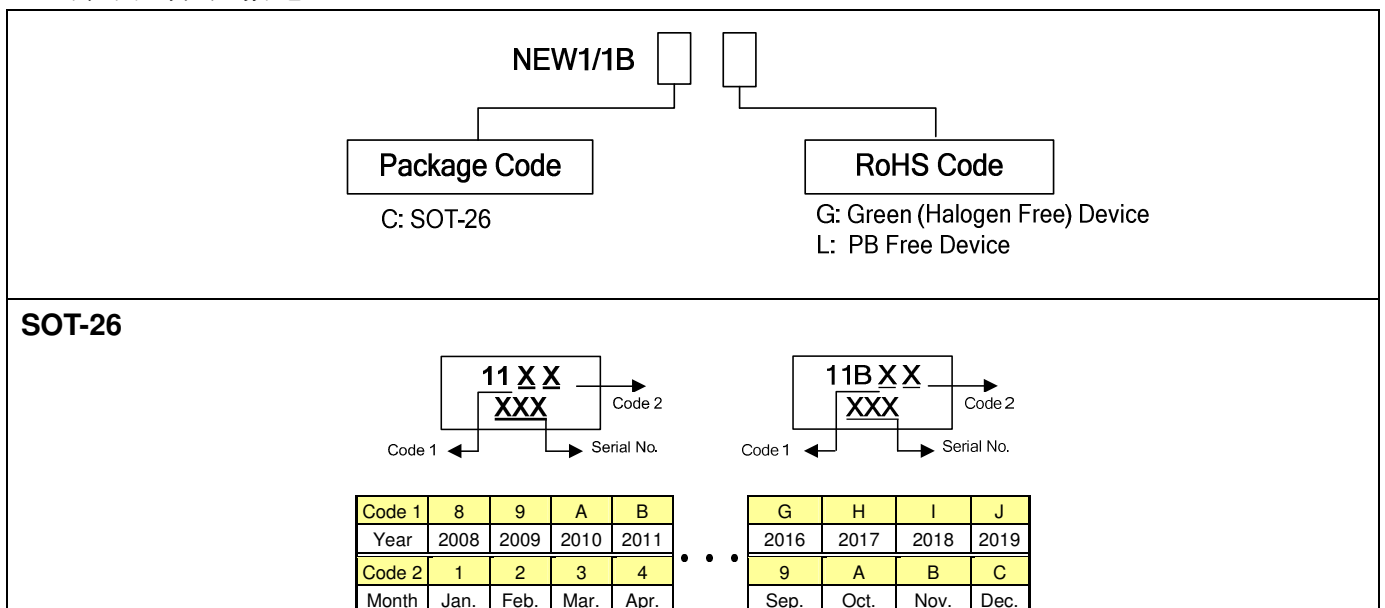 NEW1/1B
Package Code
RoHS Code
C: SOT-26
G: Green (Halogen Free) Device
L: PB Free Device
SOT-26
11 X X
XXX
Code 2
Code 1
Serial No.
11B X X
XXX
Code 2
Code 1
Serial No.
Code 1 8 9 A B G H I J
Year 2008 2009 2010 2011 2016 2017 2018 2019
Code 2 1 2 3 4 9 A B C
Month Jan. Feb. Mar. Apr. Sep. Oct. Nov. Dec.